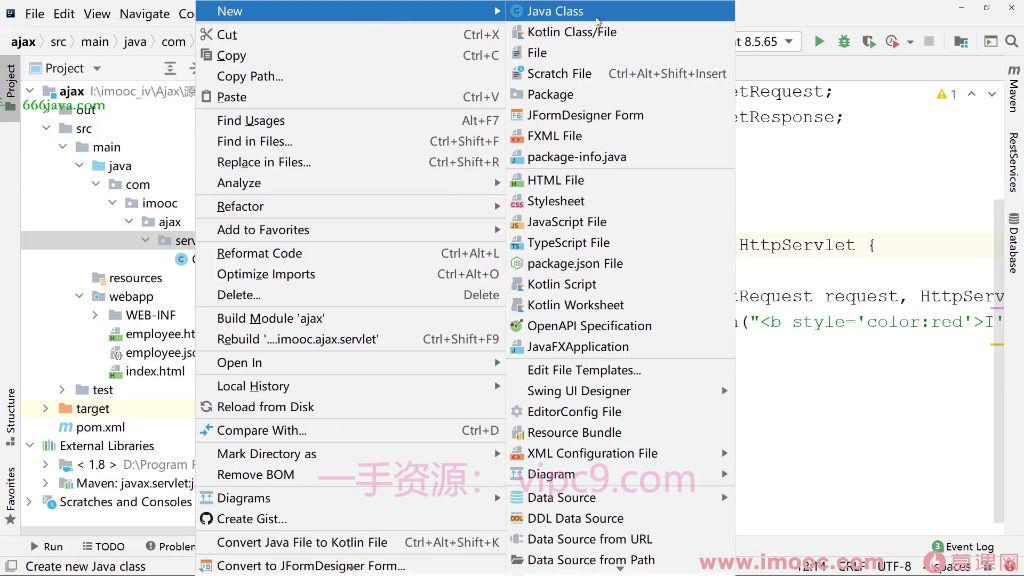 File Edit View Navigate Co
ajax src main java com
t 8.5.65
Project
ajax I:\imooc_iv\Ajax\源
666java.com
out
src
main
java
com
imooc
ajax
serv
resources
webapp
WEB-INF
employee.ht
employee.jso
index.html
test
target
pom.xml
External Libraries
< 1.8 > D:\Program F
Maven: javax.servlet:j
Scratches and Consoles
Project
Structure
Favorites
New
Cut Ctrl+X
Copy Ctrl+C
Copy Path...
Paste Ctrl+V
Find Usages Alt+F7
Find in Files... Ctrl+Shift+F
Replace in Files... Ctrl+Shift+R
Analyze
Refactor
Add to Favorites
Reformat Code Ctrl+Alt+L
Optimize Imports Ctrl+Alt+O
Delete... Delete
Build Module 'ajax'
Rebuild '....imooc.ajax.servlet' Ctrl+Shift+F9
Open In
Local History
Reload from Disk
Compare With... Ctrl+D
Mark Directory as
Remove BOM
Diagrams
Create Gist...
Convert Java File to Kotlin File Ctrl+Alt+Shift+K
Convert to JFormDesigner Form...
Java Class
Kotlin Class/File
File
Scratch File Ctrl+Alt+Shift+Insert
Package
JFormDesigner Form
FXML File
package-info.java
HTML File
Stylesheet
JavaScript File
TypeScript File
package.json File
Kotlin Script
Kotlin Worksheet
OpenAPI Specification
JavaFXApplication
Edit File Templates...
Swing UI Designer
EditorConfig File
Resource Bundle
XML Configuration File
Diagram
Data Source
DDL Data Source
Data Source from URL
Data Source from Path
一手资源: vipc9.com
etRequest;
1
etResponse;
HttpServlet {
tRequest request, HttpServ
n("<b style='color:red'>I'
Maven
RestServices
Database
Run TODO Problem
Event Log
Create new Java class
12:14 CRLF UTF-8 4 spaces
www.imooc.com 慕课网